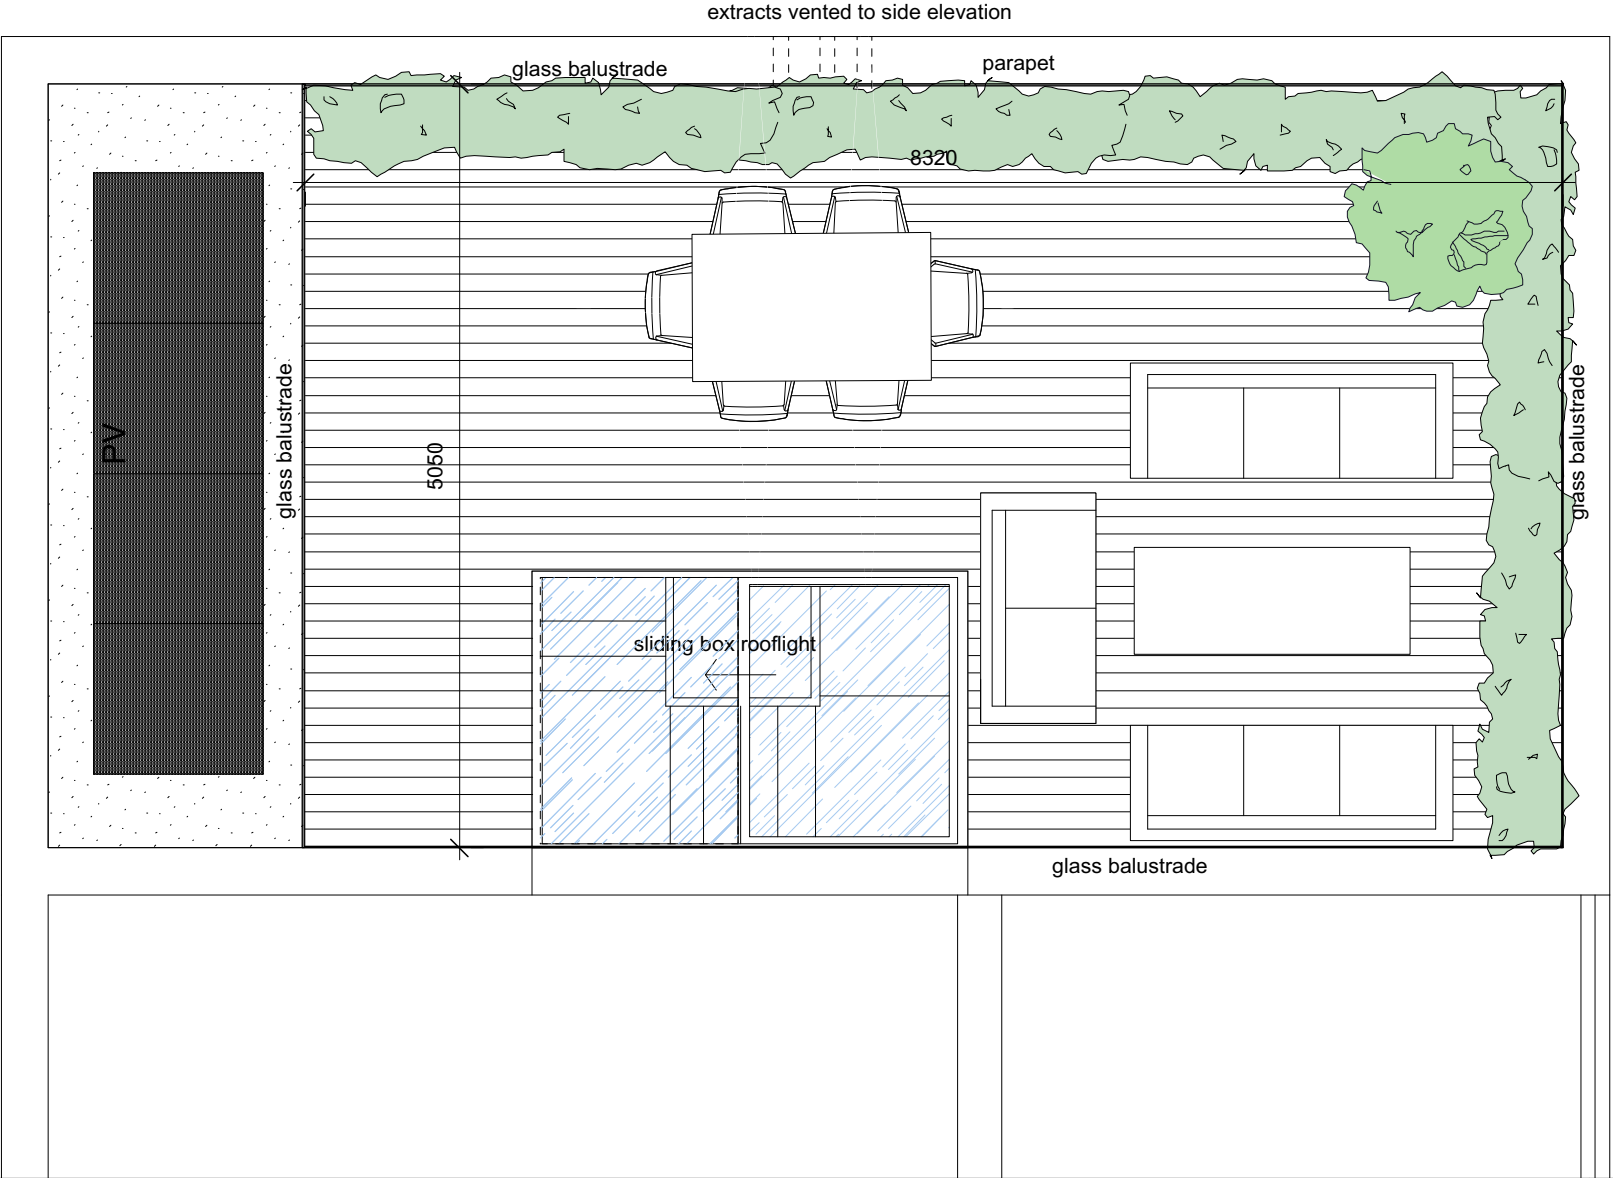 extracts vented to side elevation
glass balustrade
parapet
8320
glass balustrade
PV
5050
glass balustrade
sliding box rooflight
glass balustrade